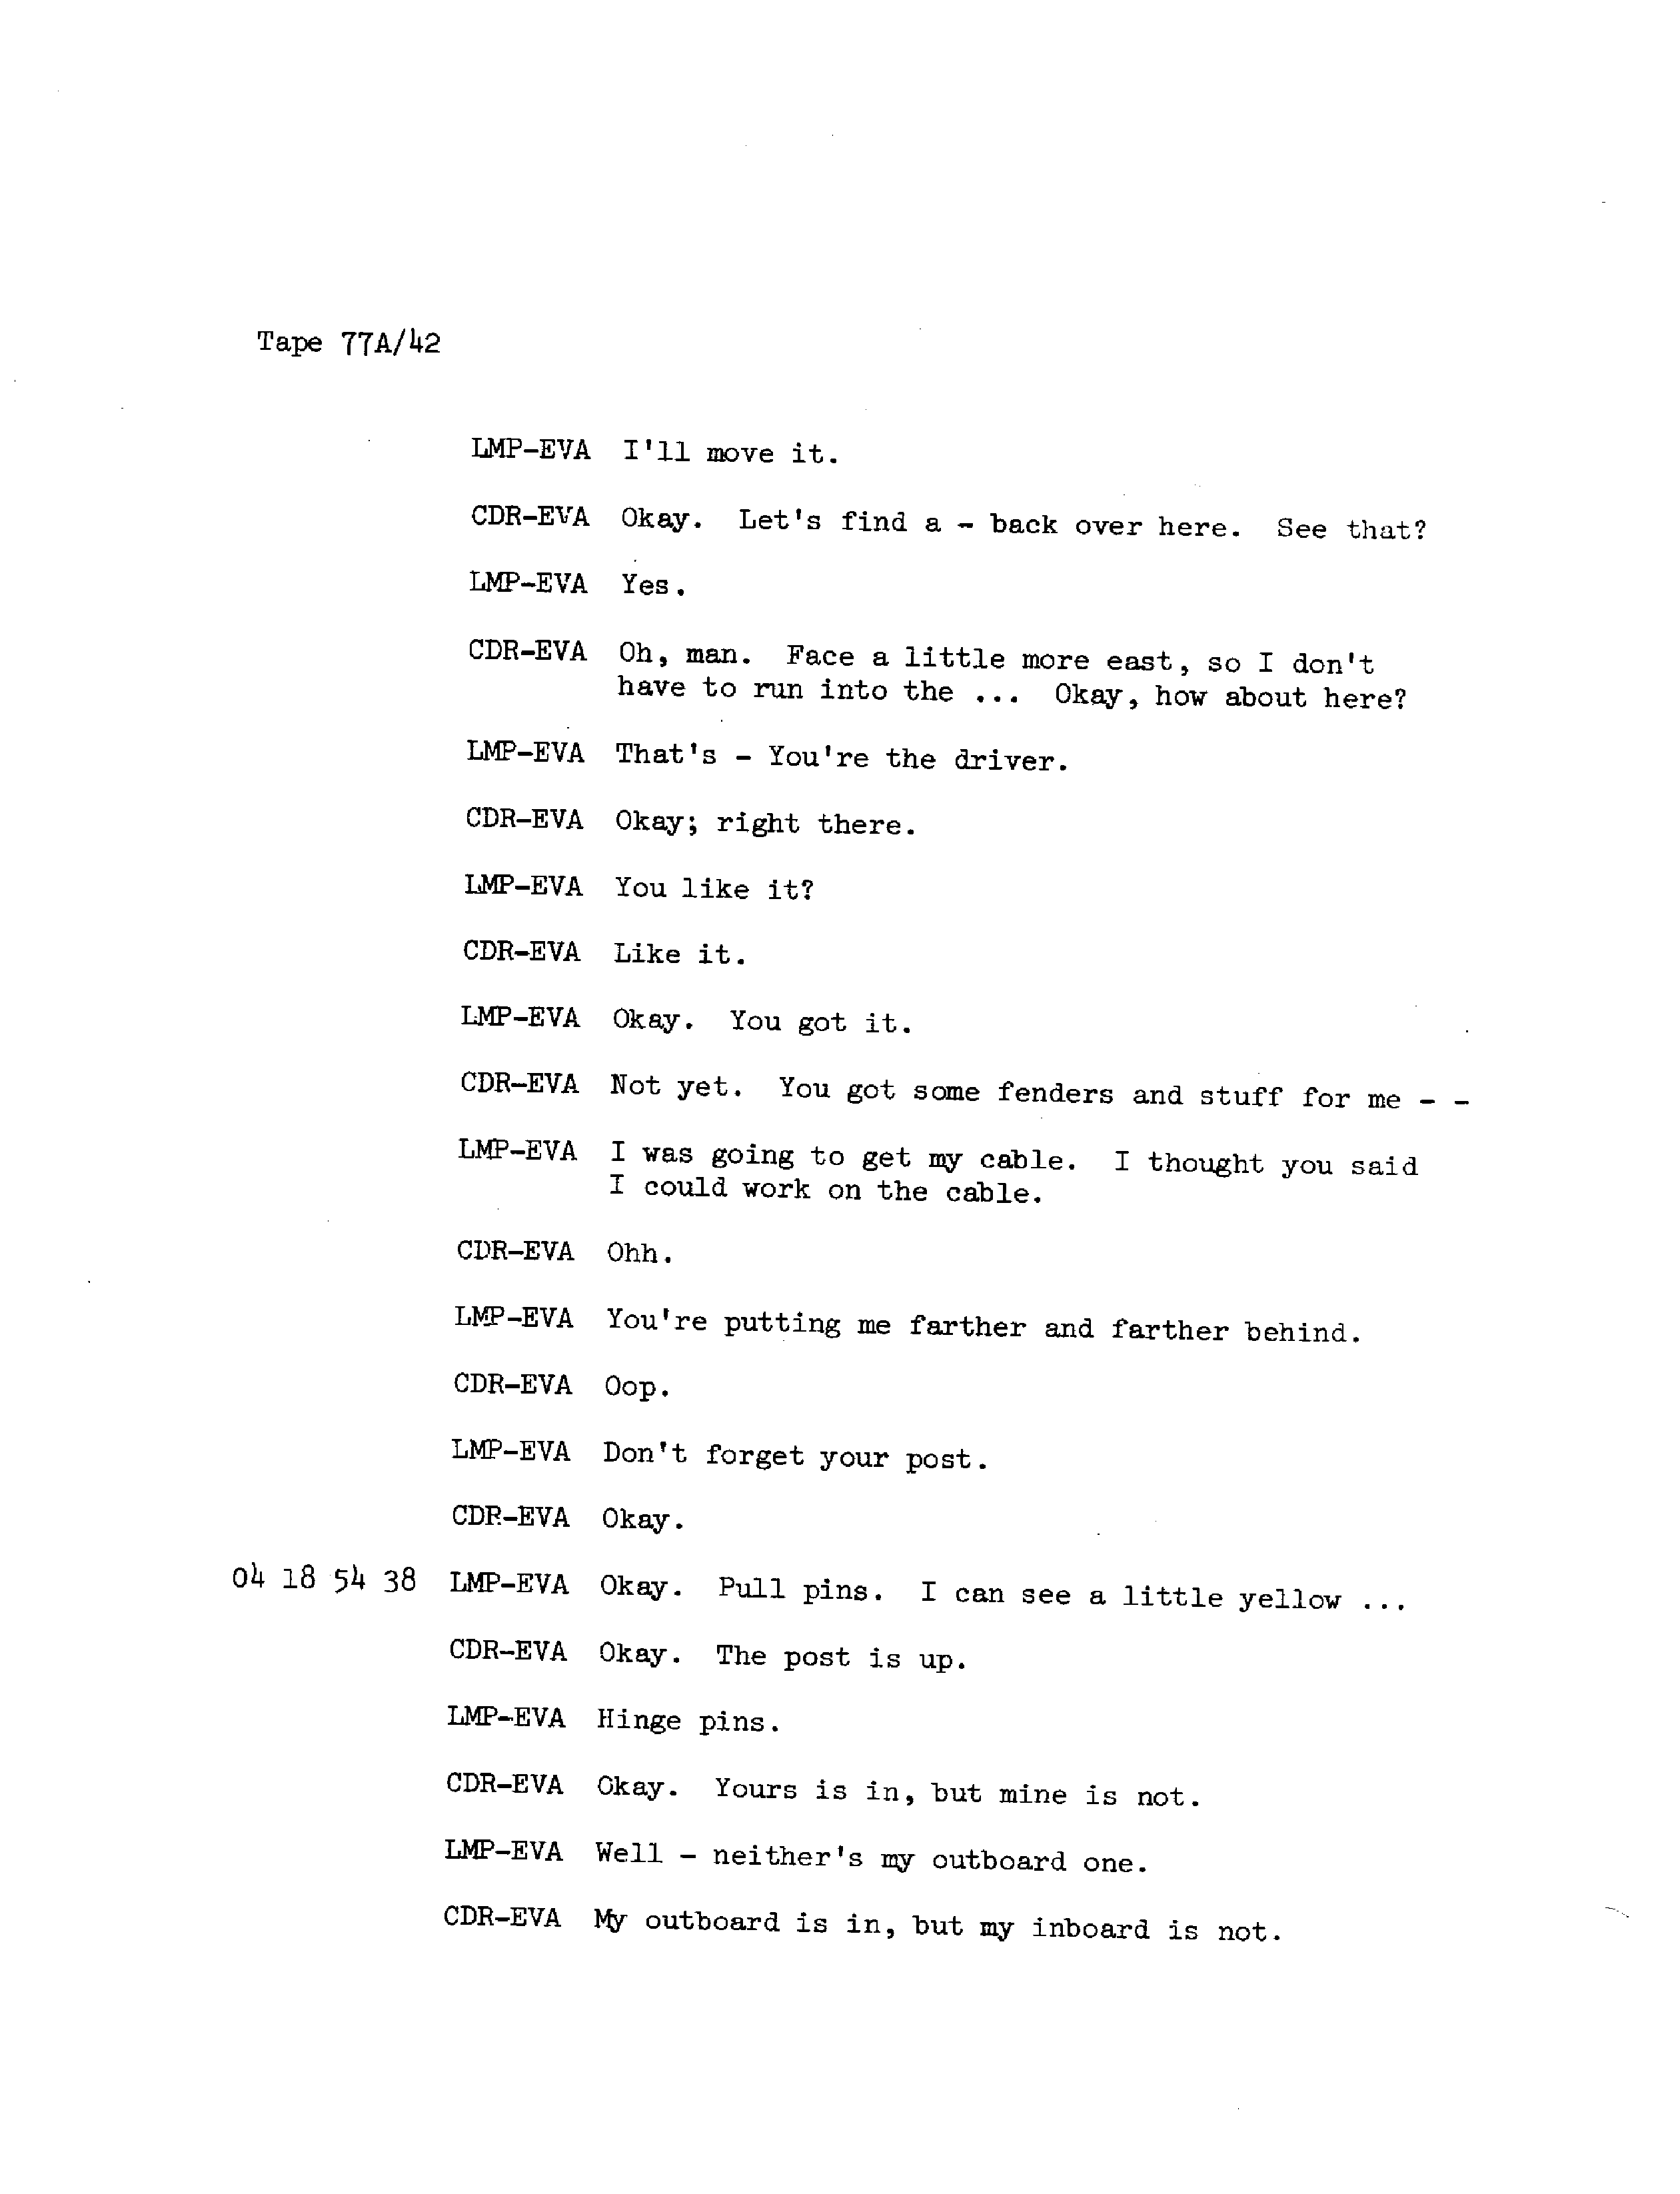 Tape 77A/42
LMP-EVA I'll move it.
CDR-EVA Okay. Let's find a - back over here. See that?
LMP-EVA Yes.
CDR-EVA Oh, man. Face a little more east, so I don't
have to run into the ... Okay, how about here?
LMP-EVA That's - You're the driver.
CDR-EVA Okay; right there.
LMP-EVA You like it?
CDR-EVA Like it.
LMP-EVA Okay. You got it.
CDR-EVA Not yet. You got some fenders and stuff for me - -
LMP-EVA I was going to get my cable. I thought you said
I could work on the cable.
CDR-EVA Ohh.
LMP-EVA You're putting me farther and farther behind.
CDR-EVA Oop.
LMP-EVA Don't forget your post.
CDR-EVA Okay.
04 18 54 38 LMP-EVA Okay. Pull pins. I can see a little yellow ...
CDR-EVA Okay. The post is up.
LMP-EVA Hinge pins.
CDR-EVA Okay. Yours is in, but mine is not.
LMP-EVA Well - neither's my outboard one.
CDR-EVA My outboard is in, but my inboard is not.